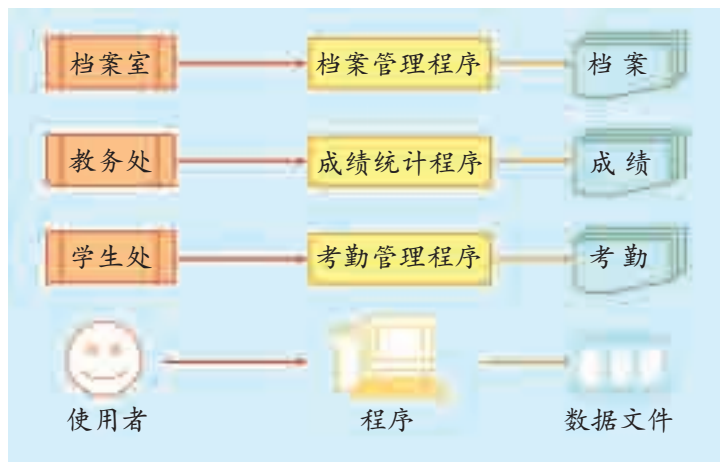 档案室 档案管理程序 档 案
教务处 成绩统计程序 成 绩
学生处 考勤管理程序 考 勤
使用者 程序 数据文件